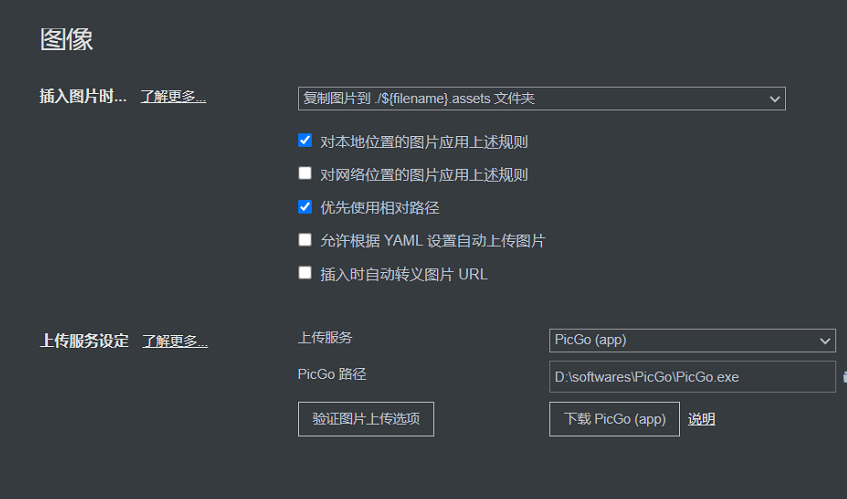 图像
插入图片时... 了解更多...
复制图片到 ./${filename}.assets 文件夹
对本地位置的图片应用上述规则
对网络位置的图片应用上述规则
优先使用相对路径
允许根据 YAML 设置自动上传图片
插入时自动转义图片 URL
上传服务设定 了解更多...
上传服务 PicGo (app)
PicGo 路径 D:\softwares\PicGo\PicGo.exe
验证图片上传选项 下载 PicGo (app) 说明